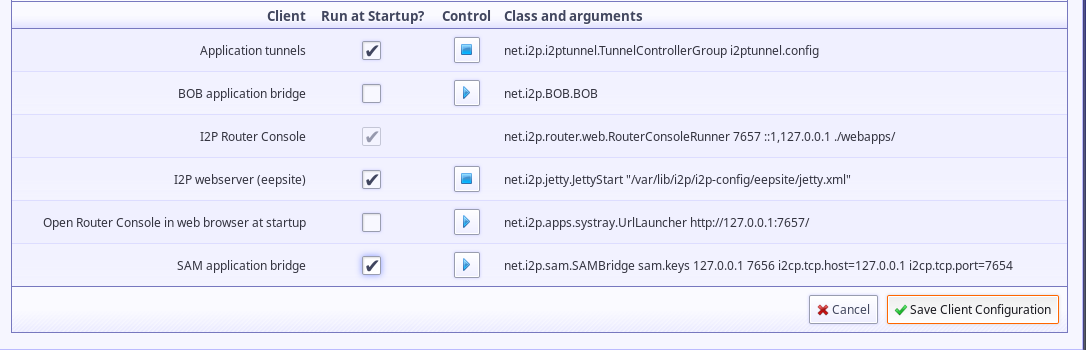 Client Run at Startup? Control Class and arguments
Application tunnels net.i2p.i2ptunnel.TunnelControllerGroup i2ptunnel.config
BOB application bridge net.i2p.BOB.BOB
I2P Router Console net.i2p.router.web.RouterConsoleRunner 7657 ::1,127.0.0.1 ./webapps/
I2P webserver (eepsite) net.i2p.jetty.JettyStart "/var/lib/i2p/i2p-config/eepsite/jetty.xml"
Open Router Console in web browser at startup net.i2p.apps.systray.UrlLauncher http://127.0.0.1:7657/
SAM application bridge net.i2p.sam.SAMBridge sam.keys 127.0.0.1 7656 i2cp.tcp.host=127.0.0.1 i2cp.tcp.port=7654
Cancel Save Client Configuration